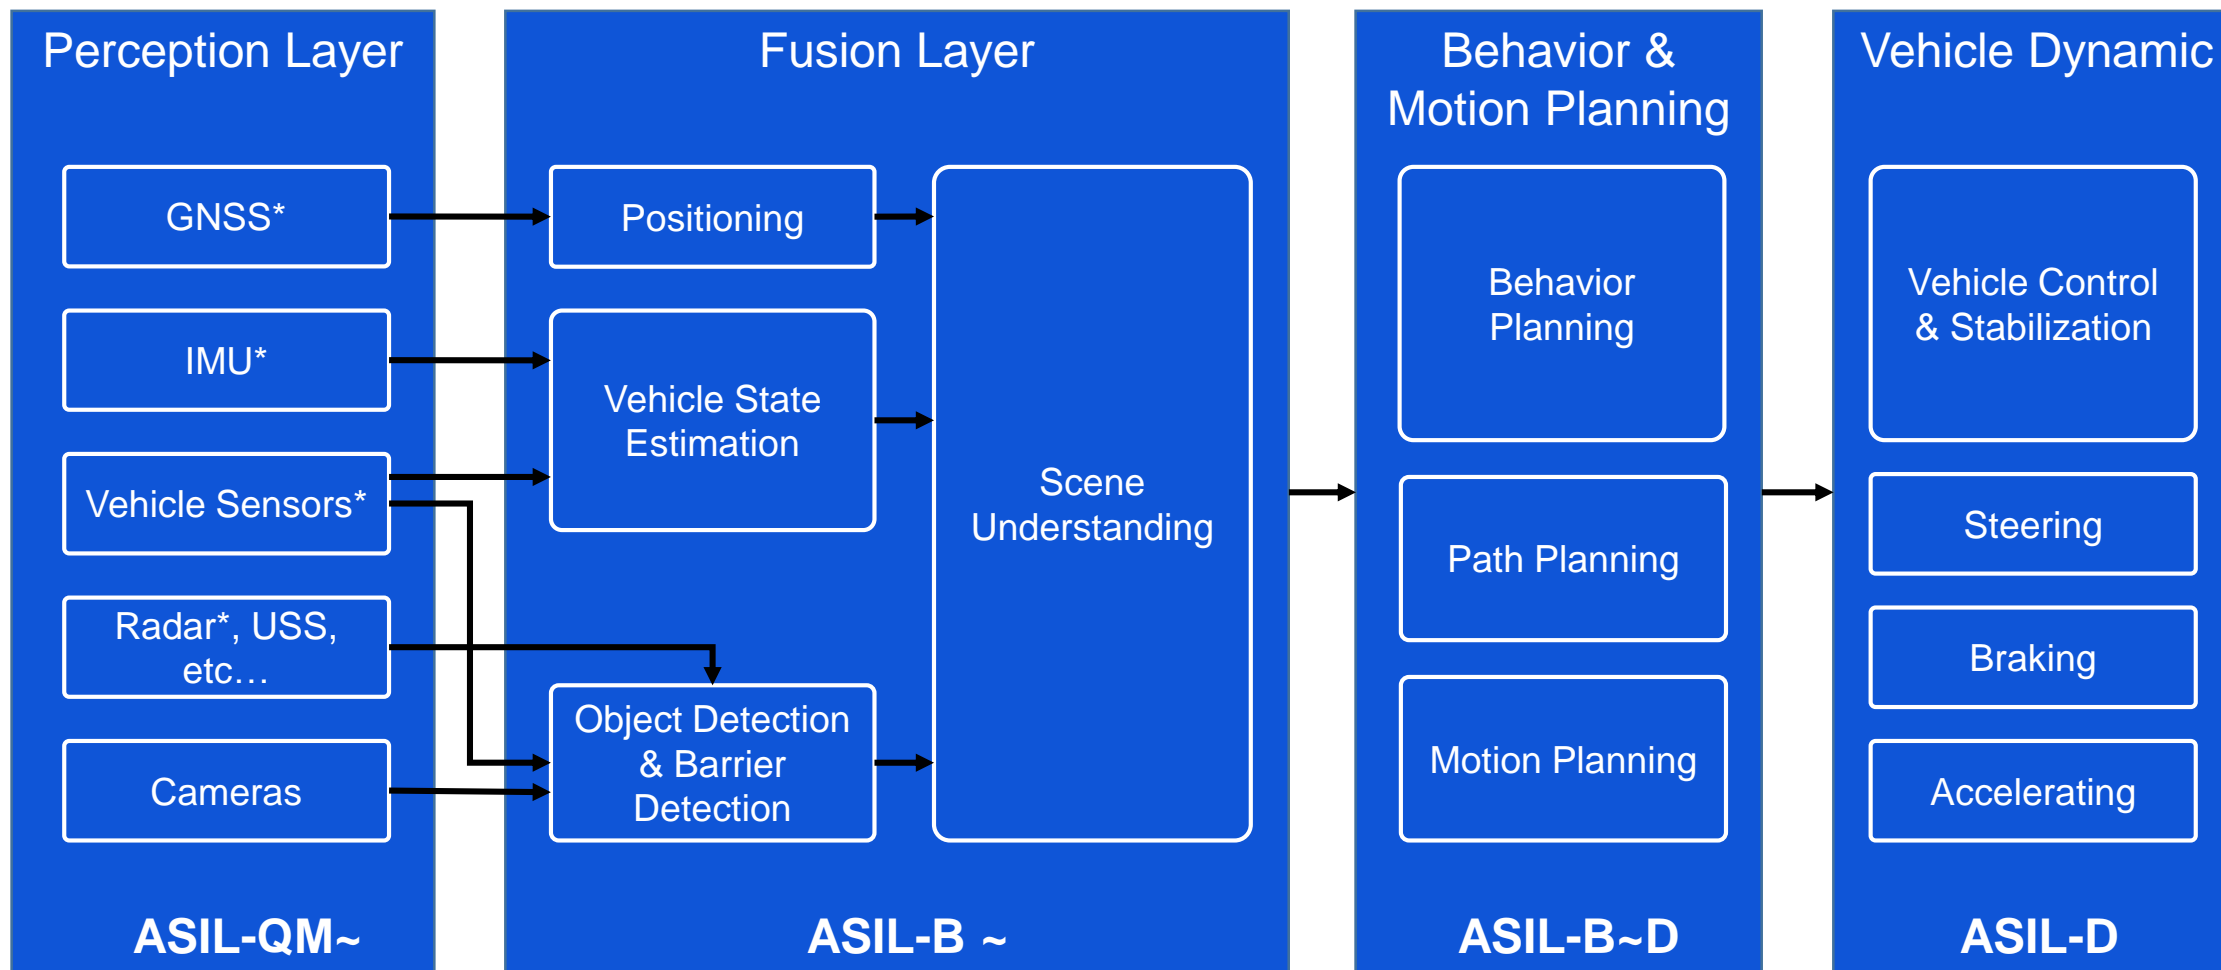 Perception Layer
GNSS*
IMU*
Vehicle Sensors*
Radar*, USS,
etc…
Cameras
ASIL-QM~
Fusion Layer
Positioning
Vehicle State
Estimation
Object Detection
& Barrier
Detection
Scene
Understanding
ASIL-B ~
Behavior &
Motion Planning
Behavior
Planning
Path Planning
Motion Planning
ASIL-B~D
Vehicle Dynamic
Vehicle Control
& Stabilization
Steering
Braking
Accelerating
ASIL-D